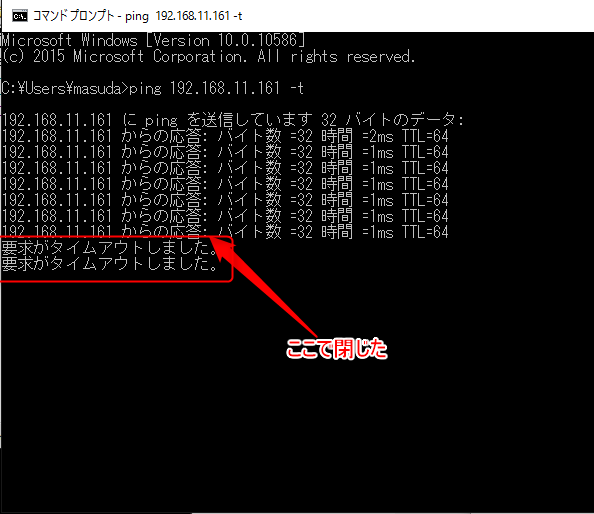 コマンドプロンプト - ping 192.168.11.161 -t
Microsoft Windows [Version 10.0.10586]
(c) 2015 Microsoft Corporation. All rights reserved.
C:¥Users¥masuda>ping 192.168.11.161 -t
192.168.11.161 に ping を送信しています 32 バイトのデータ:
192.168.11.161 からの応答: バイト数 =32 時間 =2ms TTL=64
192.168.11.161 からの応答: バイト数 =32 時間 =1ms TTL=64
192.168.11.161 からの応答: バイト数 =32 時間 =1ms TTL=64
192.168.11.161 からの応答: バイト数 =32 時間 =1ms TTL=64
192.168.11.161 からの応答: バイト数 =32 時間 =1ms TTL=64
192.168.11.161 からの応答: バイト数 =32 時間 =1ms TTL=64
192.168.11.161 からの応答: バイト数 =32 時間 =1ms TTL=64
要求がタイムアウトしました。
要求がタイムアウトしました。
ここで閉じた